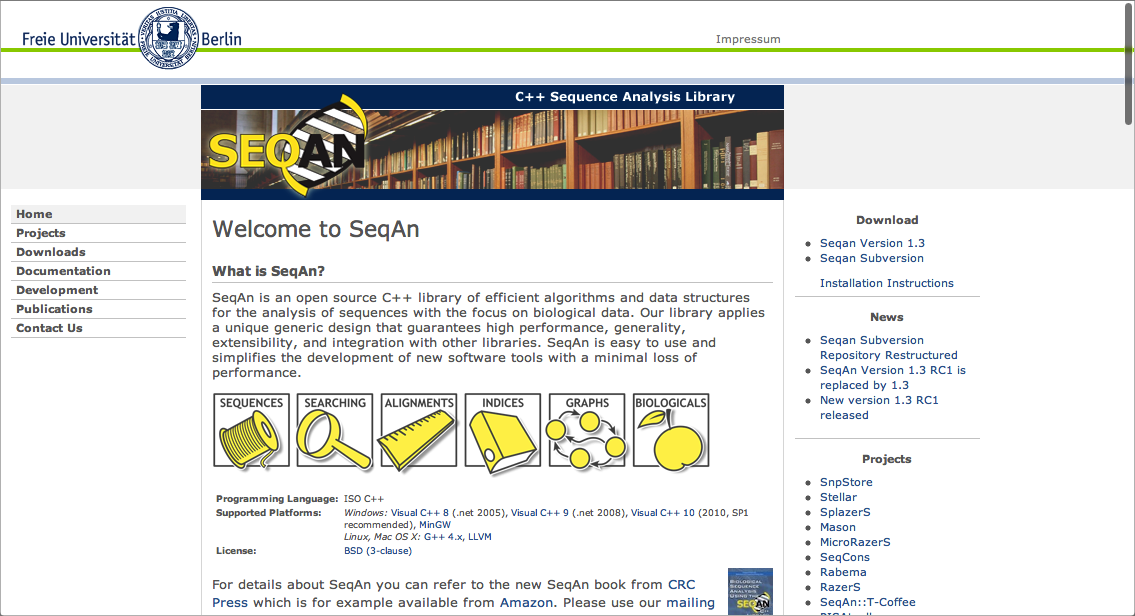 Freie Universität Berlin
Impressum
C++ Sequence Analysis Library
SEQAN
Home
Projects
Downloads
Documentation
Development
Publications
Contact Us
Welcome to SeqAn
What is SeqAn?
SeqAn is an open source C++ library of efficient algorithms and data structures
for the analysis of sequences with the focus on biological data. Our library applies
a unique generic design that guarantees high performance, generality,
extensibility, and integration with other libraries. SeqAn is easy to use and
simplifies the development of new software tools with a minimal loss of
performance.
SEQUENCES
SEARCHING
ALIGNMENTS
INDICES
GRAPHS
BIOLOGICALS
Programming Language: ISO C++
Supported Platforms: Windows: Visual C++ 8 (.net 2005), Visual C++ 9 (.net 2008), Visual C++ 10 (2010, SP1
recommended), MinGW
Linux, Mac OS X: G++ 4.x, LLVM
License: BSD (3-clause)
For details about SeqAn you can refer to the new SeqAn book from CRC
Press which is for example available from Amazon. Please use our mailing
BIOLOGICAL
SEQUENCE
ANALYSIS
SEQAN
Download
Seqan Version 1.3
Seqan Subversion
Installation Instructions
News
Seqan Subversion
Repository Restructured
SeqAn Version 1.3 RC1 is
replaced by 1.3
New version 1.3 RC1
released
Projects
SnpStore
Stellar
SplazerS
Mason
MicroRazerS
SeqCons
Rabema
RazerS
SeqAn::T-Coffee